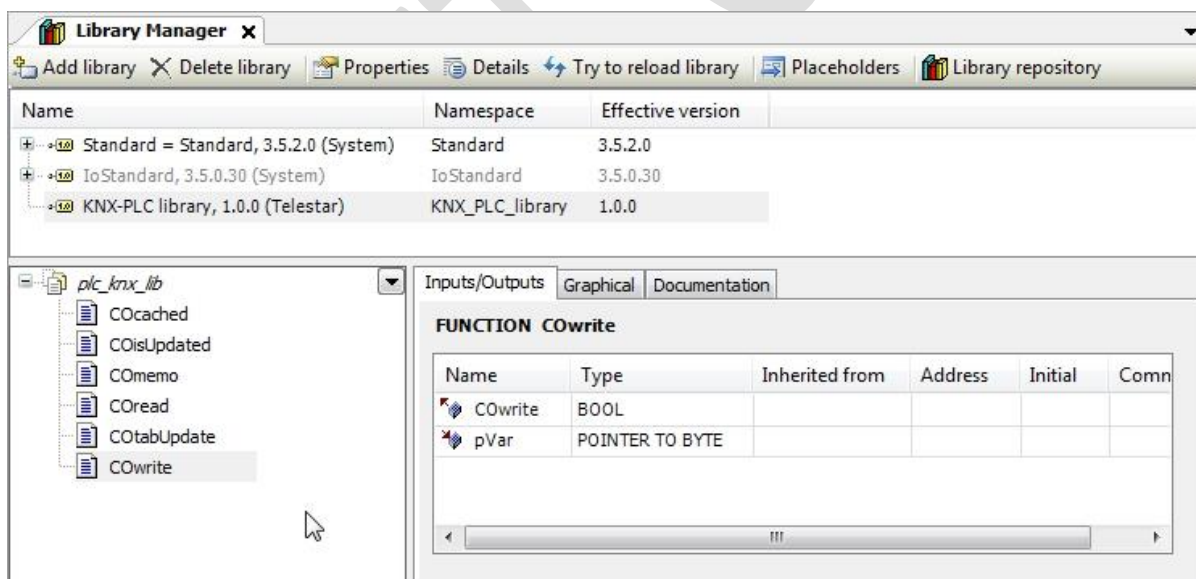 Library Manager x
Add library Delete library Properties Details Try to reload library Placeholders Library repository
Name Namespace Effective version
Standard = Standard, 3.5.2.0 (System) Standard 3.5.2.0
IoStandard, 3.5.0.30 (System) IoStandard 3.5.0.30
KNX-PLC library, 1.0.0 (Telestar) KNX_PLC_library 1.0.0
plc_knx_lib
COcached
COisUpdated
COmemo
COread
COtabUpdate
COwrite
Inputs/Outputs Graphical Documentation
FUNCTION COwrite
Name Type Inherited from Address Initial Comn
COwrite BOOL
pVar POINTER TO BYTE